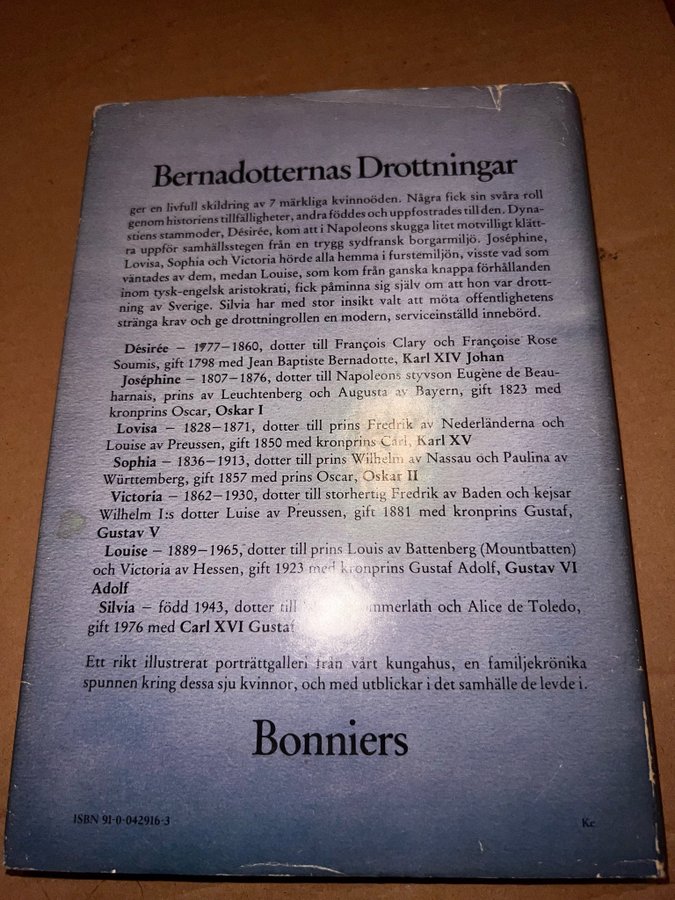 Bernadotternas Drottningar
ger en livfull skildring av 7 märkliga kvinnoöden. Några fick sin svåra roll
genom historiens tillfälligheter, andra föddes och uppfostrades till den. Dyna-
stiens stammoder, Désirée, kom att i Napoleons skugga litet motvilligt klätt-
ra uppför samhällsstegen från en trygg sydfransk borgarmiljö. Joséphine,
Lovisa, Sophia och Victoria hörde alla hemma i furstemiljön, visste vad som
väntades av dem, medan Louise, som kom från ganska knappa förhållanden
inom tysk-engelsk aristokrati, fick påminna sig själv om att hon var drott-
ning av Sverige. Silvia har med stor insikt valt att möta offentlighetens
stränga krav och ge drottningrollen en modern, serviceinställd innebörd.
Désirée – 1777–1860, dotter till François Clary och Françoise Rose
Soumis, gift 1798 med Jean Baptiste Bernadotte, Karl XIV Johan
Joséphine – 1807–1876, dotter till Napoleons styvson Eugène de Beau-
harnais, prins av Leuchtenberg och Augusta av Bayern, gift 1823 med
kronprins Oscar, Oskar I
Lovisa – 1828–1871, dotter till prins Fredrik av Nederländerna och
Louise av Preussen, gift 1850 med kronprins Carl, Karl XV
Sophia – 1836–1913, dotter till prins Wilhelm av Nassau och Paulina av
Württemberg, gift 1857 med prins Oscar, Oskar II
Victoria – 1862–1930, dotter till storhertig Fredrik av Baden och kejsar
Wilhelm I:s dotter Luise av Preussen, gift 1881 med kronprins Gustaf,
Gustav V
Louise – 1889–1965, dotter till prins Louis av Battenberg (Mountbatten)
och Victoria av Hessen, gift 1923 med kronprins Gustaf Adolf, Gustav VI
Adolf
Silvia – född 1943, dotter till och Alice de Toledo,
gift 1976 med Carl XVI Gustaf
Ett rikt illustrerat porträttgalleri från vårt kungahus, en familjekrönika
spunnen kring dessa sju kvinnor, och med utblickar i det samhälle de levde i.
Bonniers
ISBN 91-0-042916-3
Kc